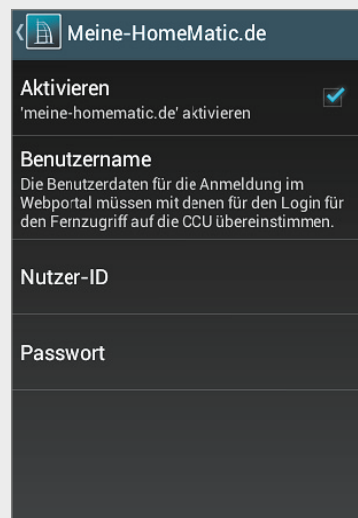 Meine-HomeMatic.de
Aktivieren
'meine-homematic.de' aktivieren
Benutzername
Die Benutzerdaten für die Anmeldung im
Webportal müssen mit denen für den Login für
den Fernzugriff auf die CCU übereinstimmen.
Nutzer-ID
Passwort